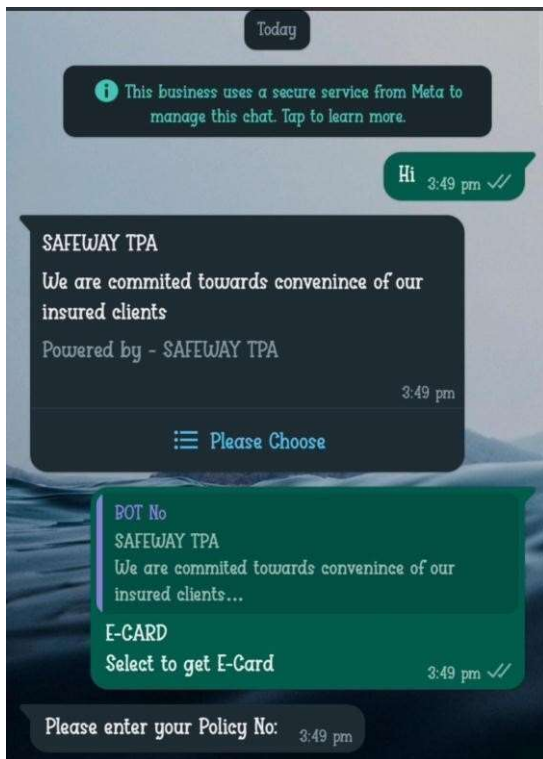 Today
This business uses a secure service from Meta to
manage this chat. Tap to learn more.
Hi
3:49 pm
SAFEWAY TPA
We are commited towards convenince of our
insured clients
Powered by - SAFEWAY TPA
3:49 pm
Please Choose
BOT No
SAFEWAY TPA
We are commited towards convenince of our
insured clients...
E-CARD
Select to get E-Card
3:49 pm
Please enter your Policy No:
3:49 pm